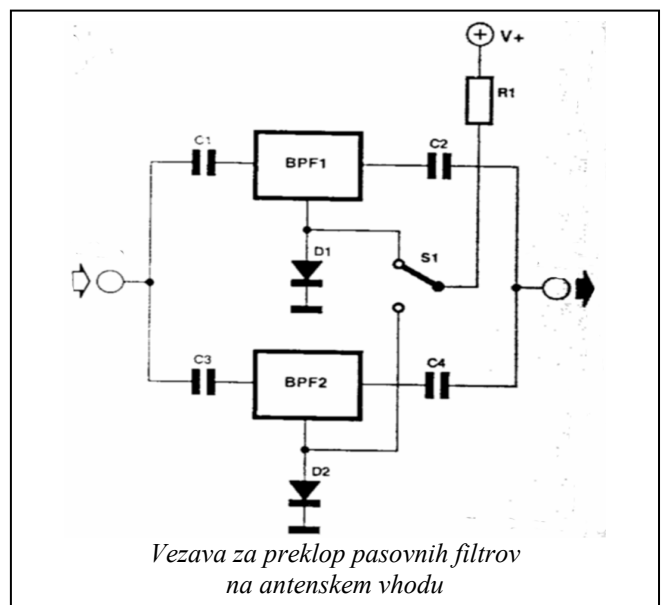 V+
R1
C1
BPF1
C2
D1
S1
C3
BPF2
C4
D2
Vezava za preklop pasovnih filtrov
na antenskem vhodu